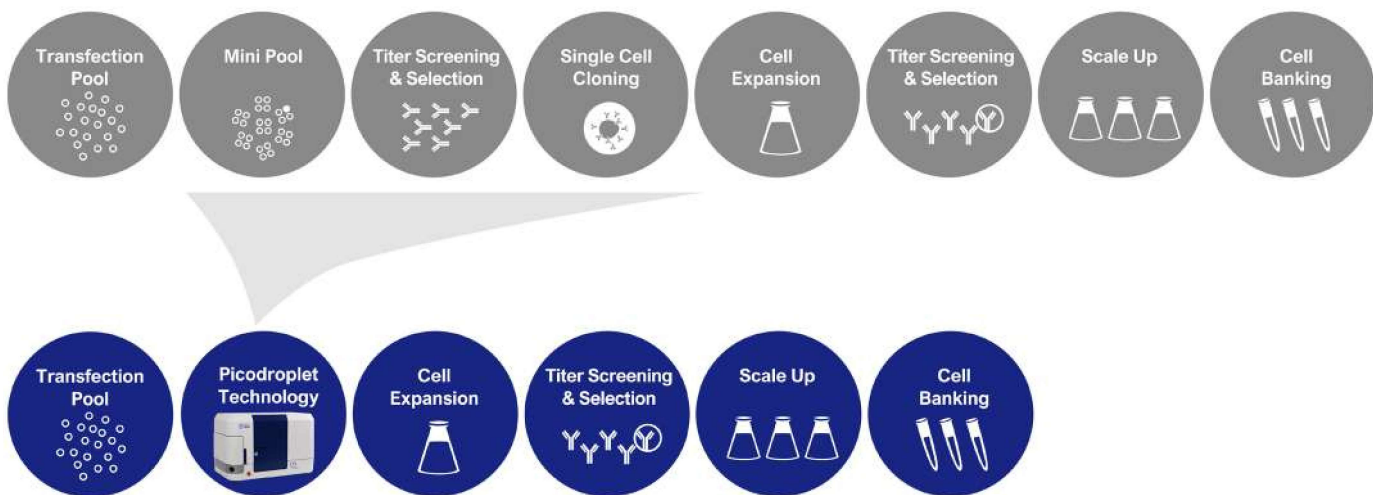 Transfection
Pool
Mini Pool
Titer Screening
& Selection
Single Cell
Cloning
Cell
Expansion
Titer Screening
& Selection
Scale Up
Cell
Banking
Transfection
Pool
Picodroplet
Technology
Cell
Expansion
Titer Screening
& Selection
Scale Up
Cell
Banking